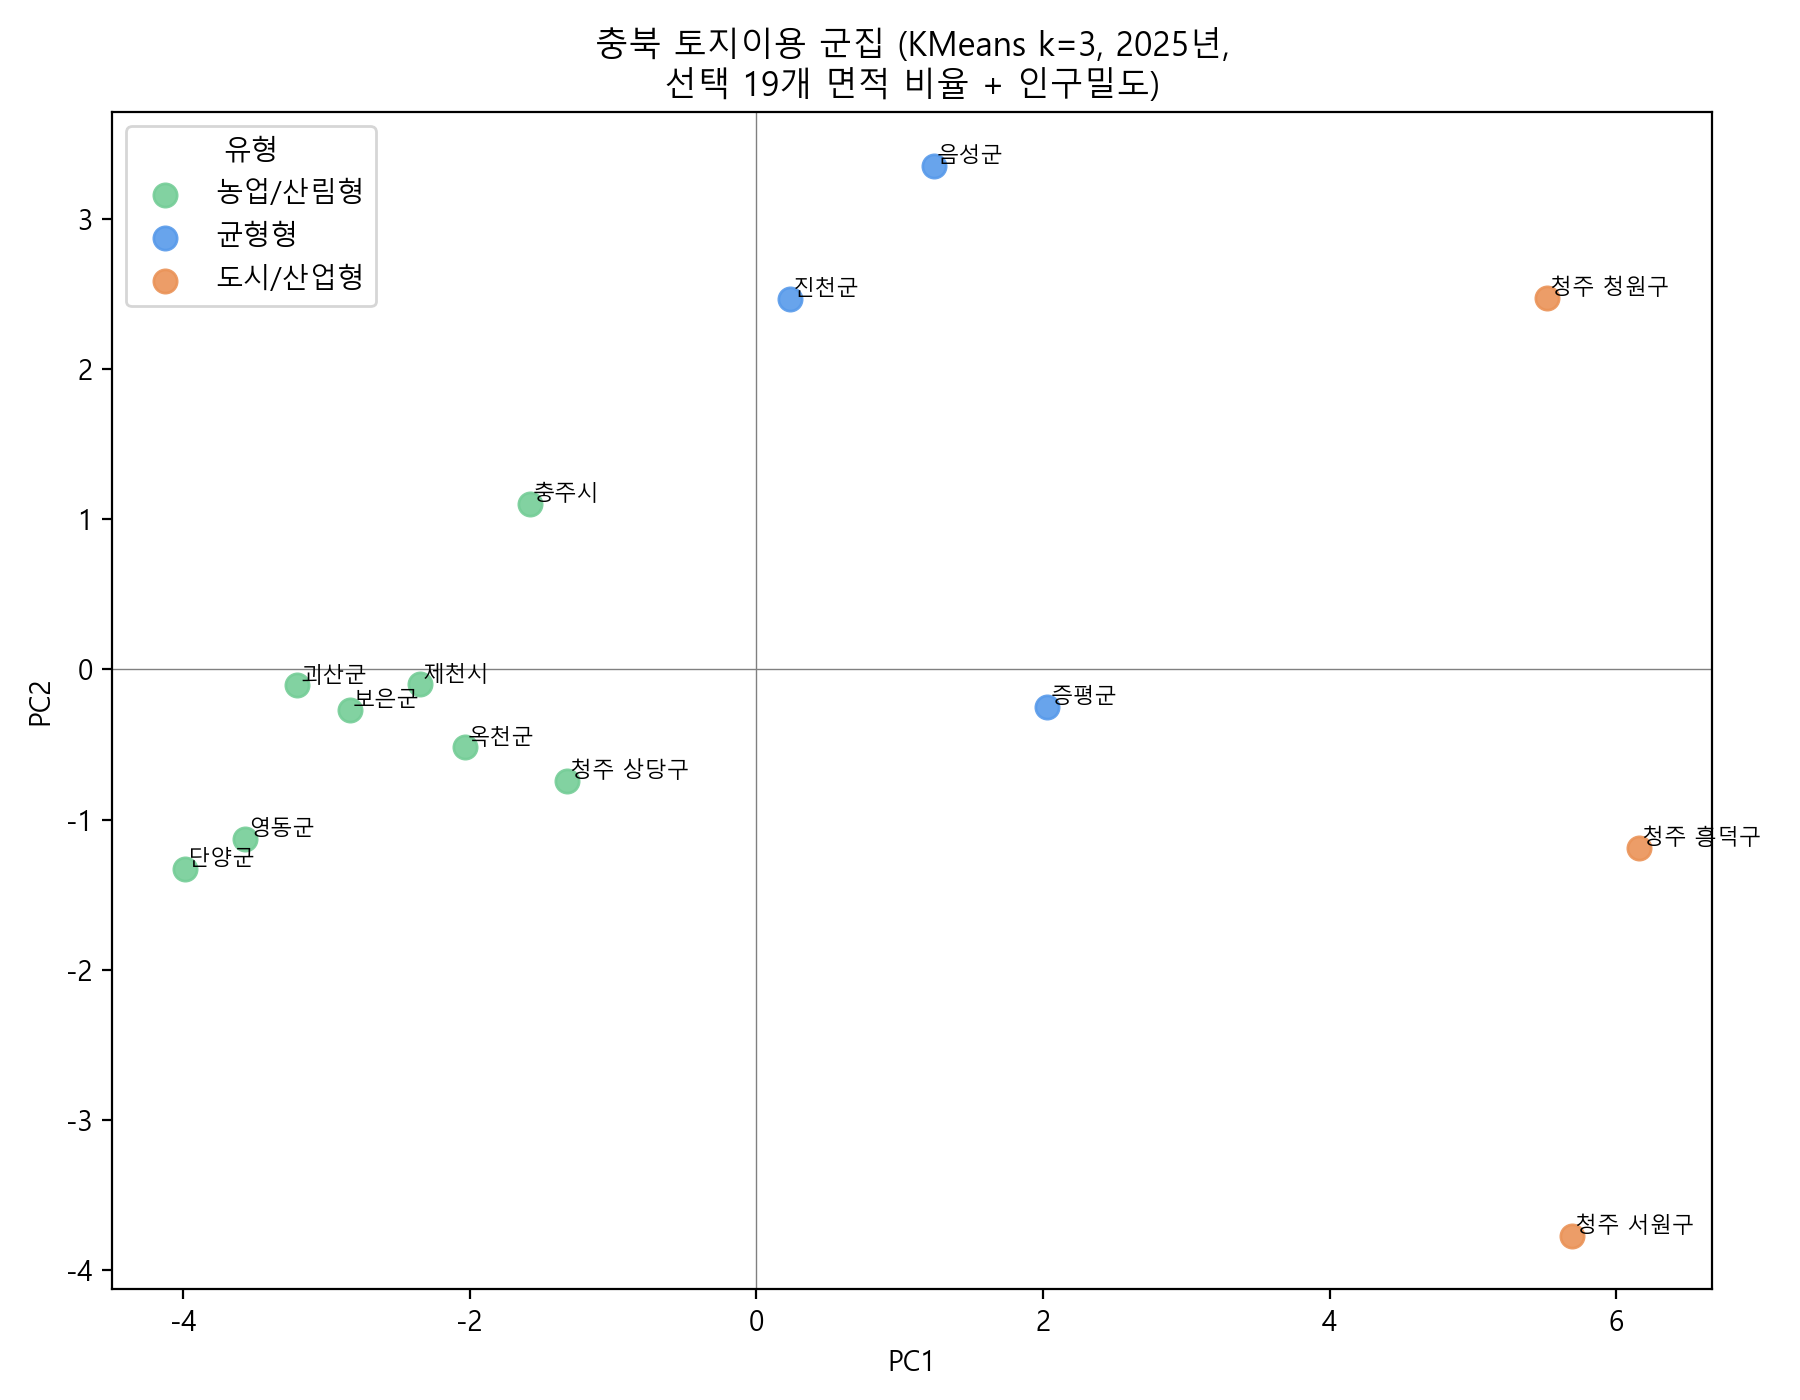 충북 토지이용 군집 (KMeans k=3, 2025년,
선택 19개 면적 비율 + 인구밀도)
유형
농업/산림형
균형형
도시/산업형
음성군
진천군
청주 청원구
충주시
괴산군
제천시
보은군
옥천군
청주 상당구
증평군
영동군
단양군
청주 흥덕구
청주 서원구
3
2
1
0
-1
-2
-3
-4
PC2
-4
-2
0
2
4
6
PC1